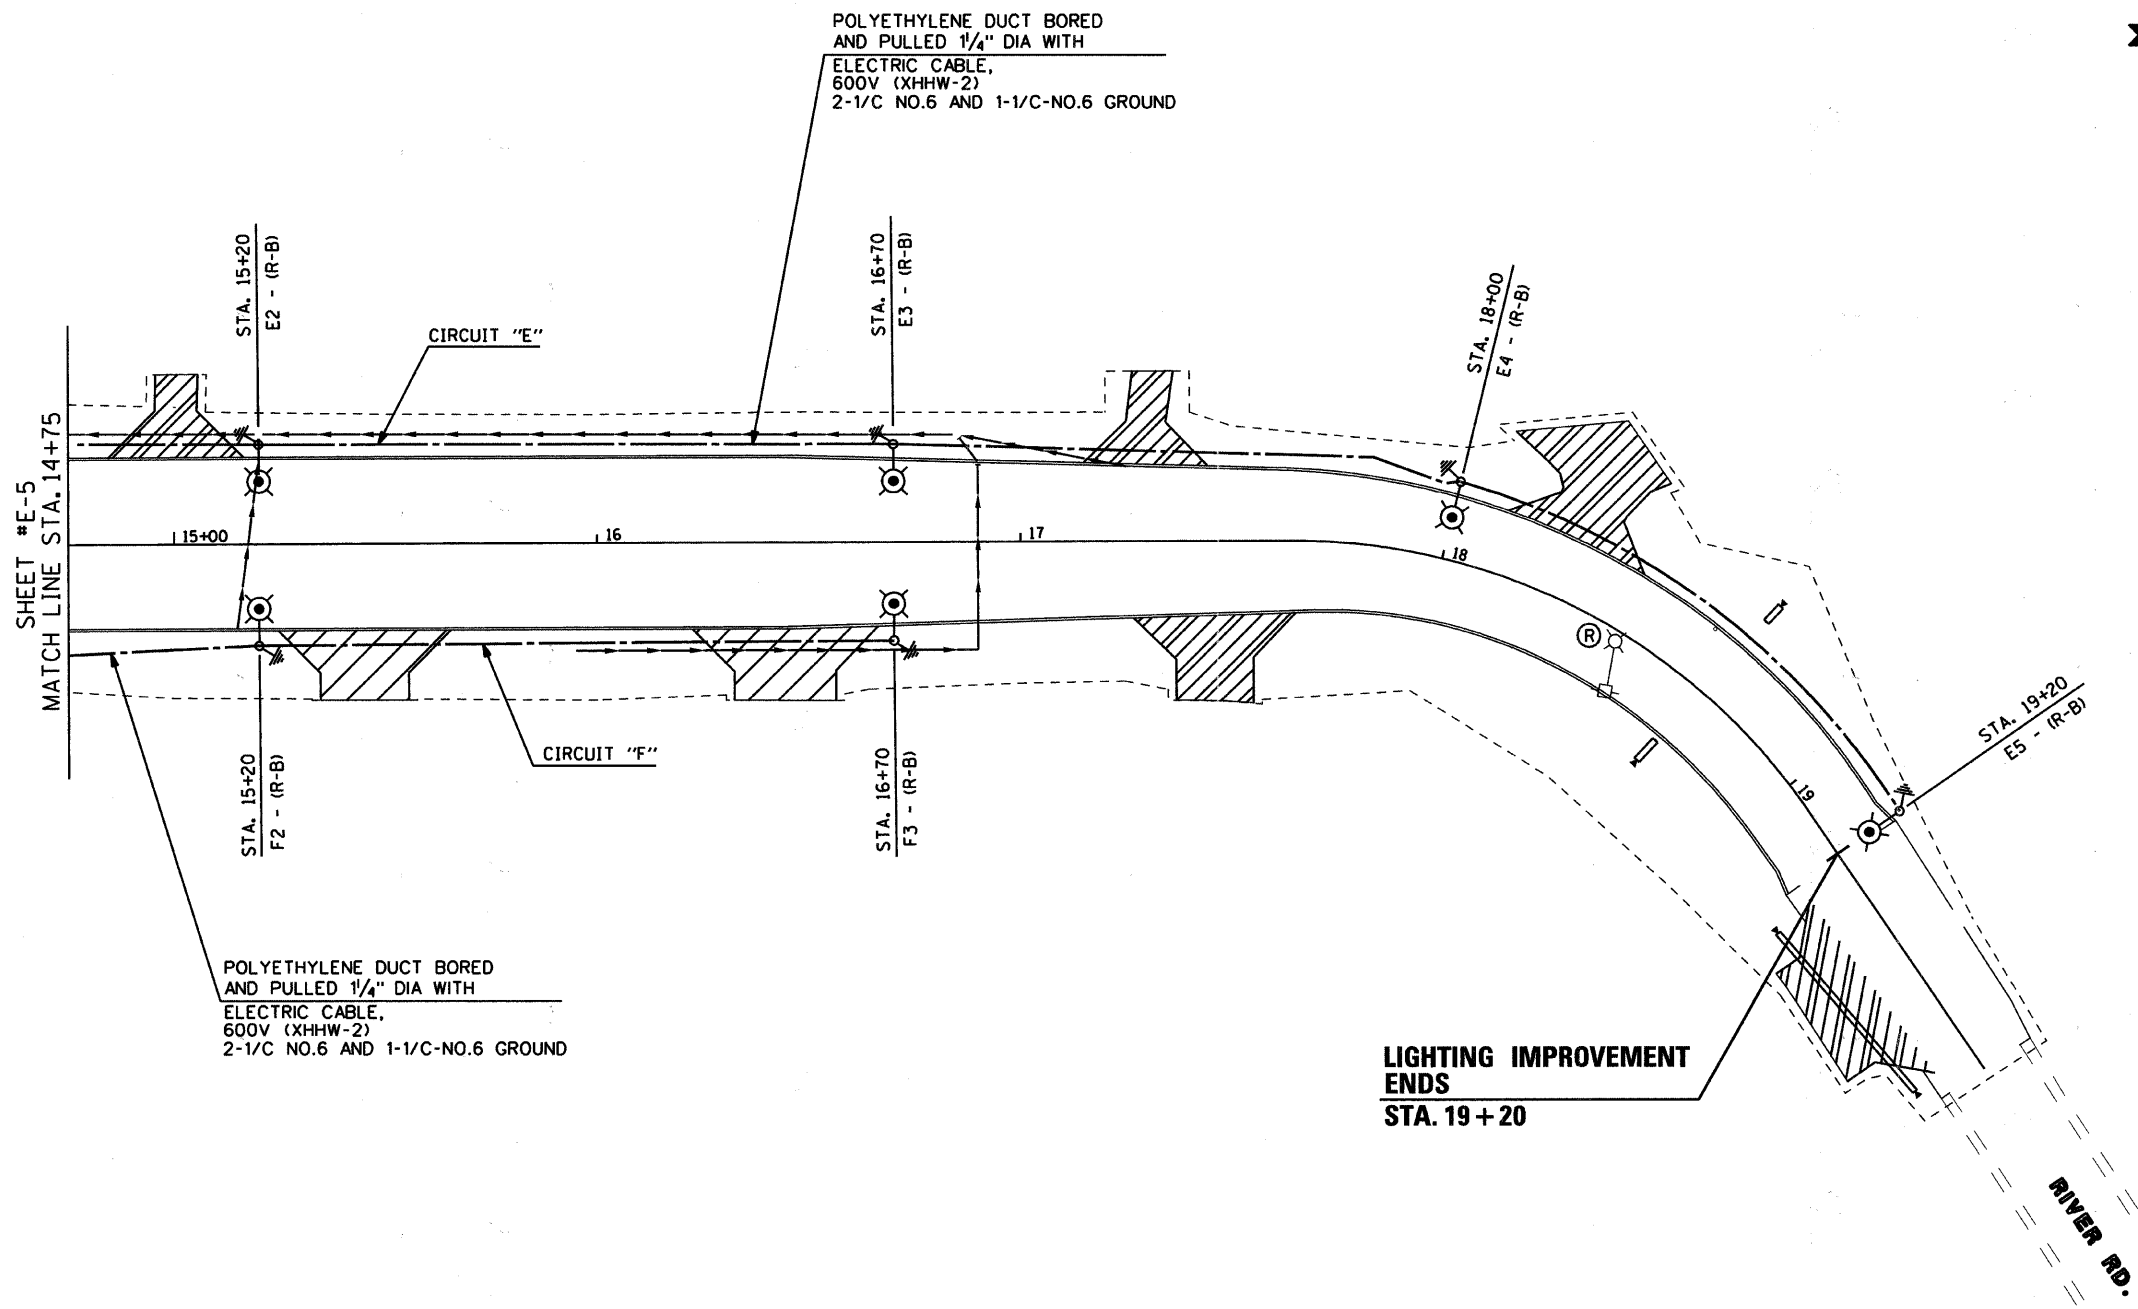 POLYETHYLENE DUCT BORED
AND PULLED 1 1/4" DIA WITH
ELECTRIC CABLE,
600V (XHHW-2)
2-1/C NO.6 AND 1-1/C-NO.6 GROUND
STA. 15+20
E2 - (R-B)
STA. 16+70
E3 - (R-B)
STA. 18+00
E4 - (R-B)
CIRCUIT "E"
SHEET #E-5
MATCH LINE STA. 14+75
15+00
16
17
18
19
R
STA. 19+20
E5 - (R-B)
CIRCUIT "F"
STA. 15+20
F2 - (R-B)
STA. 16+70
F3 - (R-B)
POLYETHYLENE DUCT BORED
AND PULLED 1 1/4" DIA WITH
ELECTRIC CABLE,
600V (XHHW-2)
2-1/C NO.6 AND 1-1/C-NO.6 GROUND
LIGHTING IMPROVEMENT
ENDS
STA. 19+20
RIVER RD.